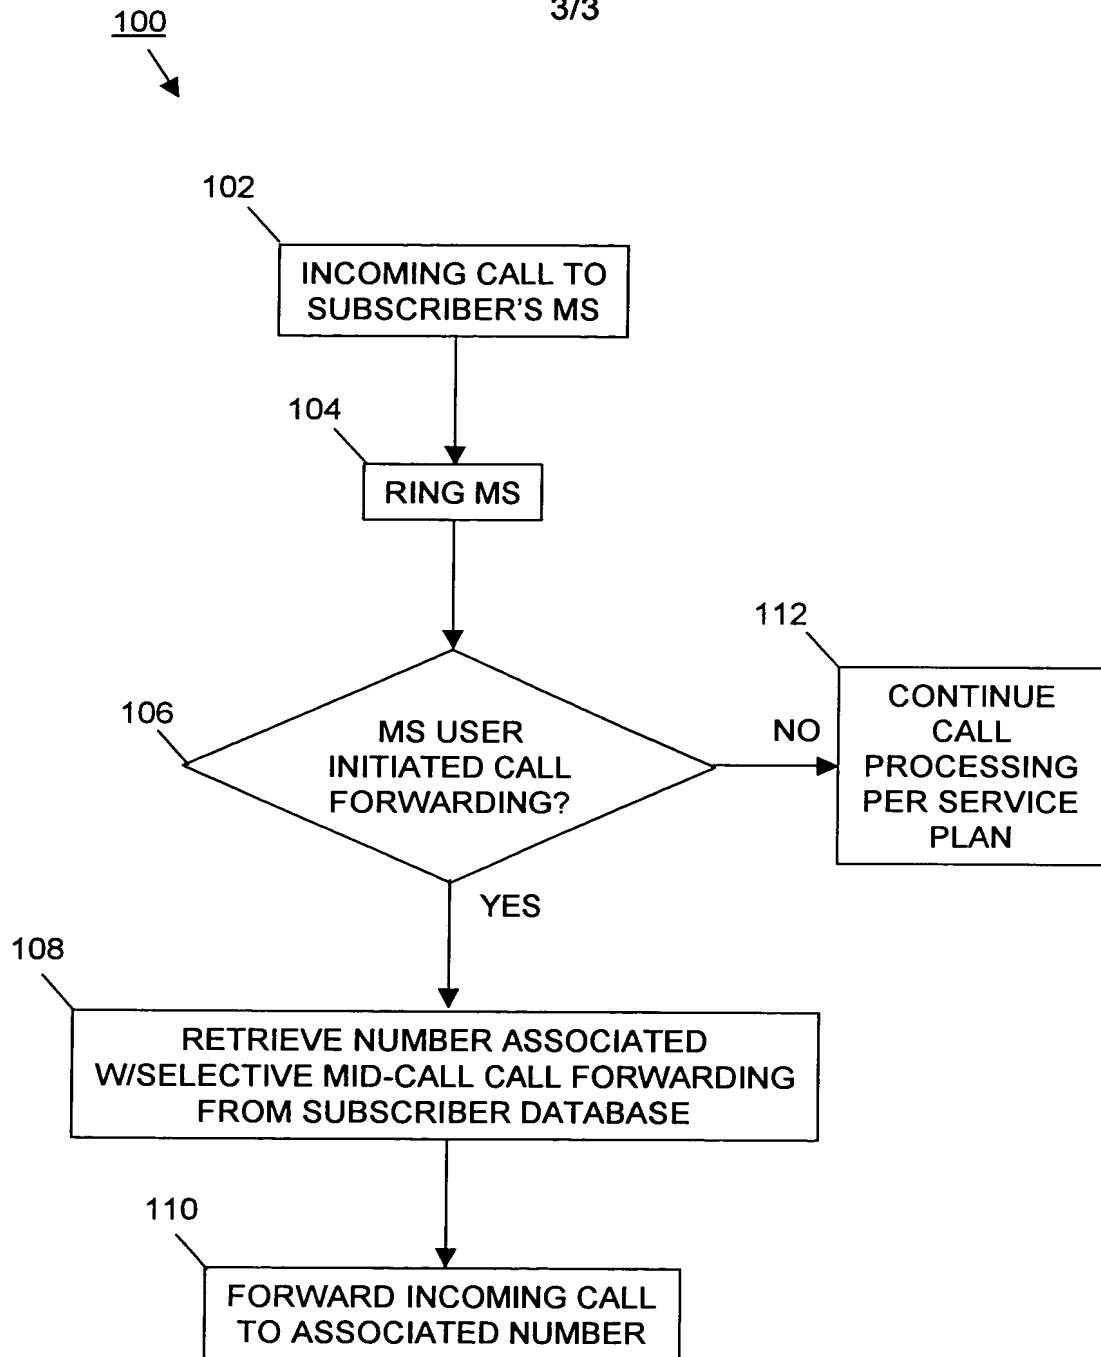 3/3
100
102
INCOMING CALL TO
SUBSCRIBER'S MS
104
RING MS
106
MS USER
INITIATED CALL
FORWARDING?
NO
112
CONTINUE
CALL
PROCESSING
PER SERVICE
PLAN
YES
108
RETRIEVE NUMBER ASSOCIATED
W/SELECTIVE MID-CALL CALL FORWARDING
FROM SUBSCRIBER DATABASE
110
FORWARD INCOMING CALL
TO ASSOCIATED NUMBER